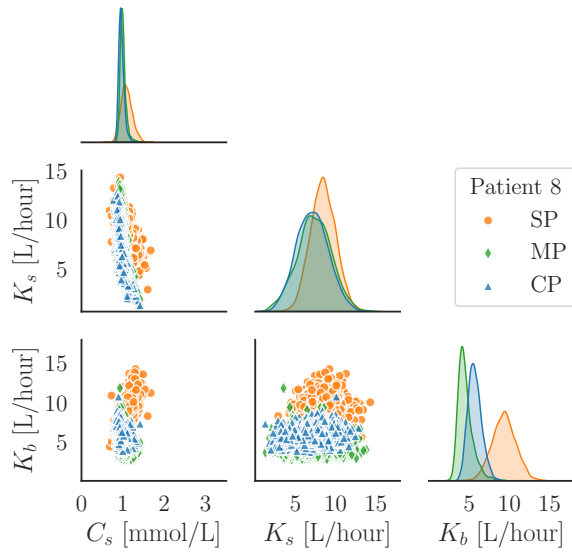 15
10
5
K_s [L/hour]
Patient 8
SP
MP
CP
15
10
5
K_b [L/hour]
0 1 2 3
5 10 15
5 10 15
C_s [mmol/L]
K_s [L/hour]
K_b [L/hour]